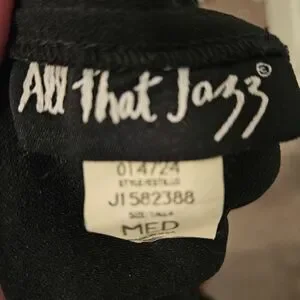 All That Jazz©
014724
STYLE/ESTILO
J1582388
SIZE/TALLA
MED